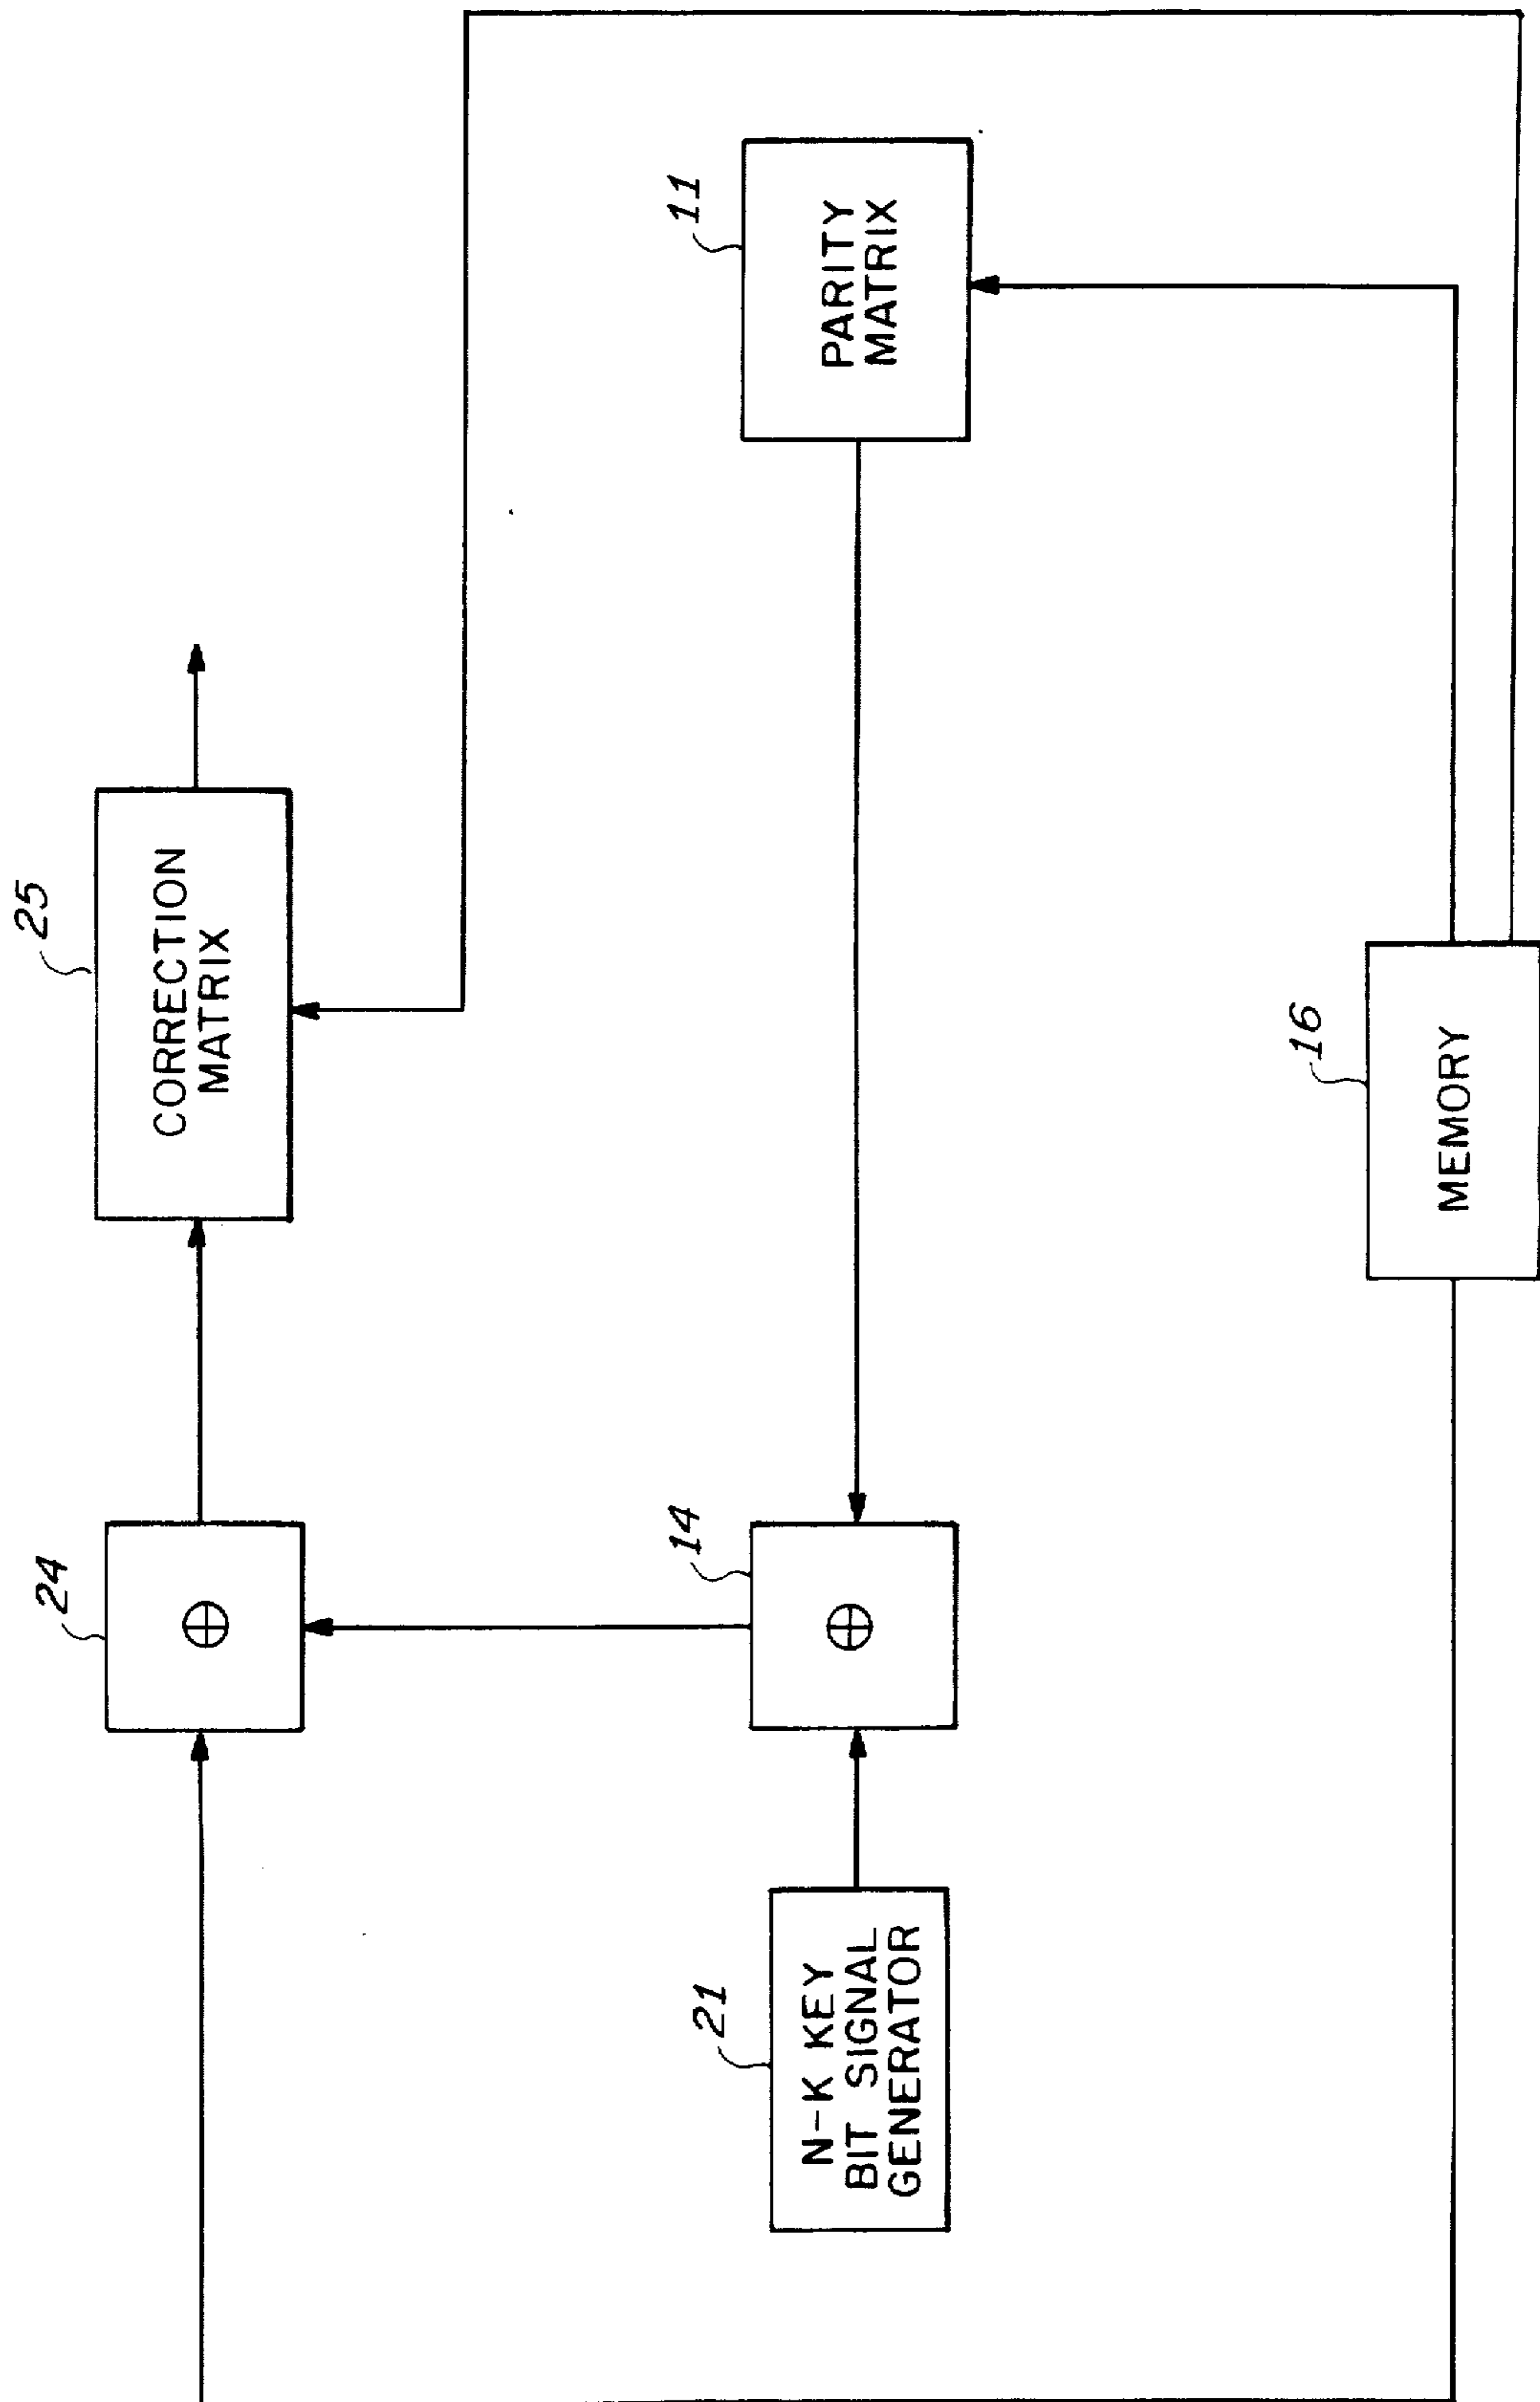 25
CORRECTION
MATRIX
11
PARITY
MATRIX
24
⊕
14
⊕
21
N-K KEY
BIT SIGNAL
GENERATOR
16
MEMORY